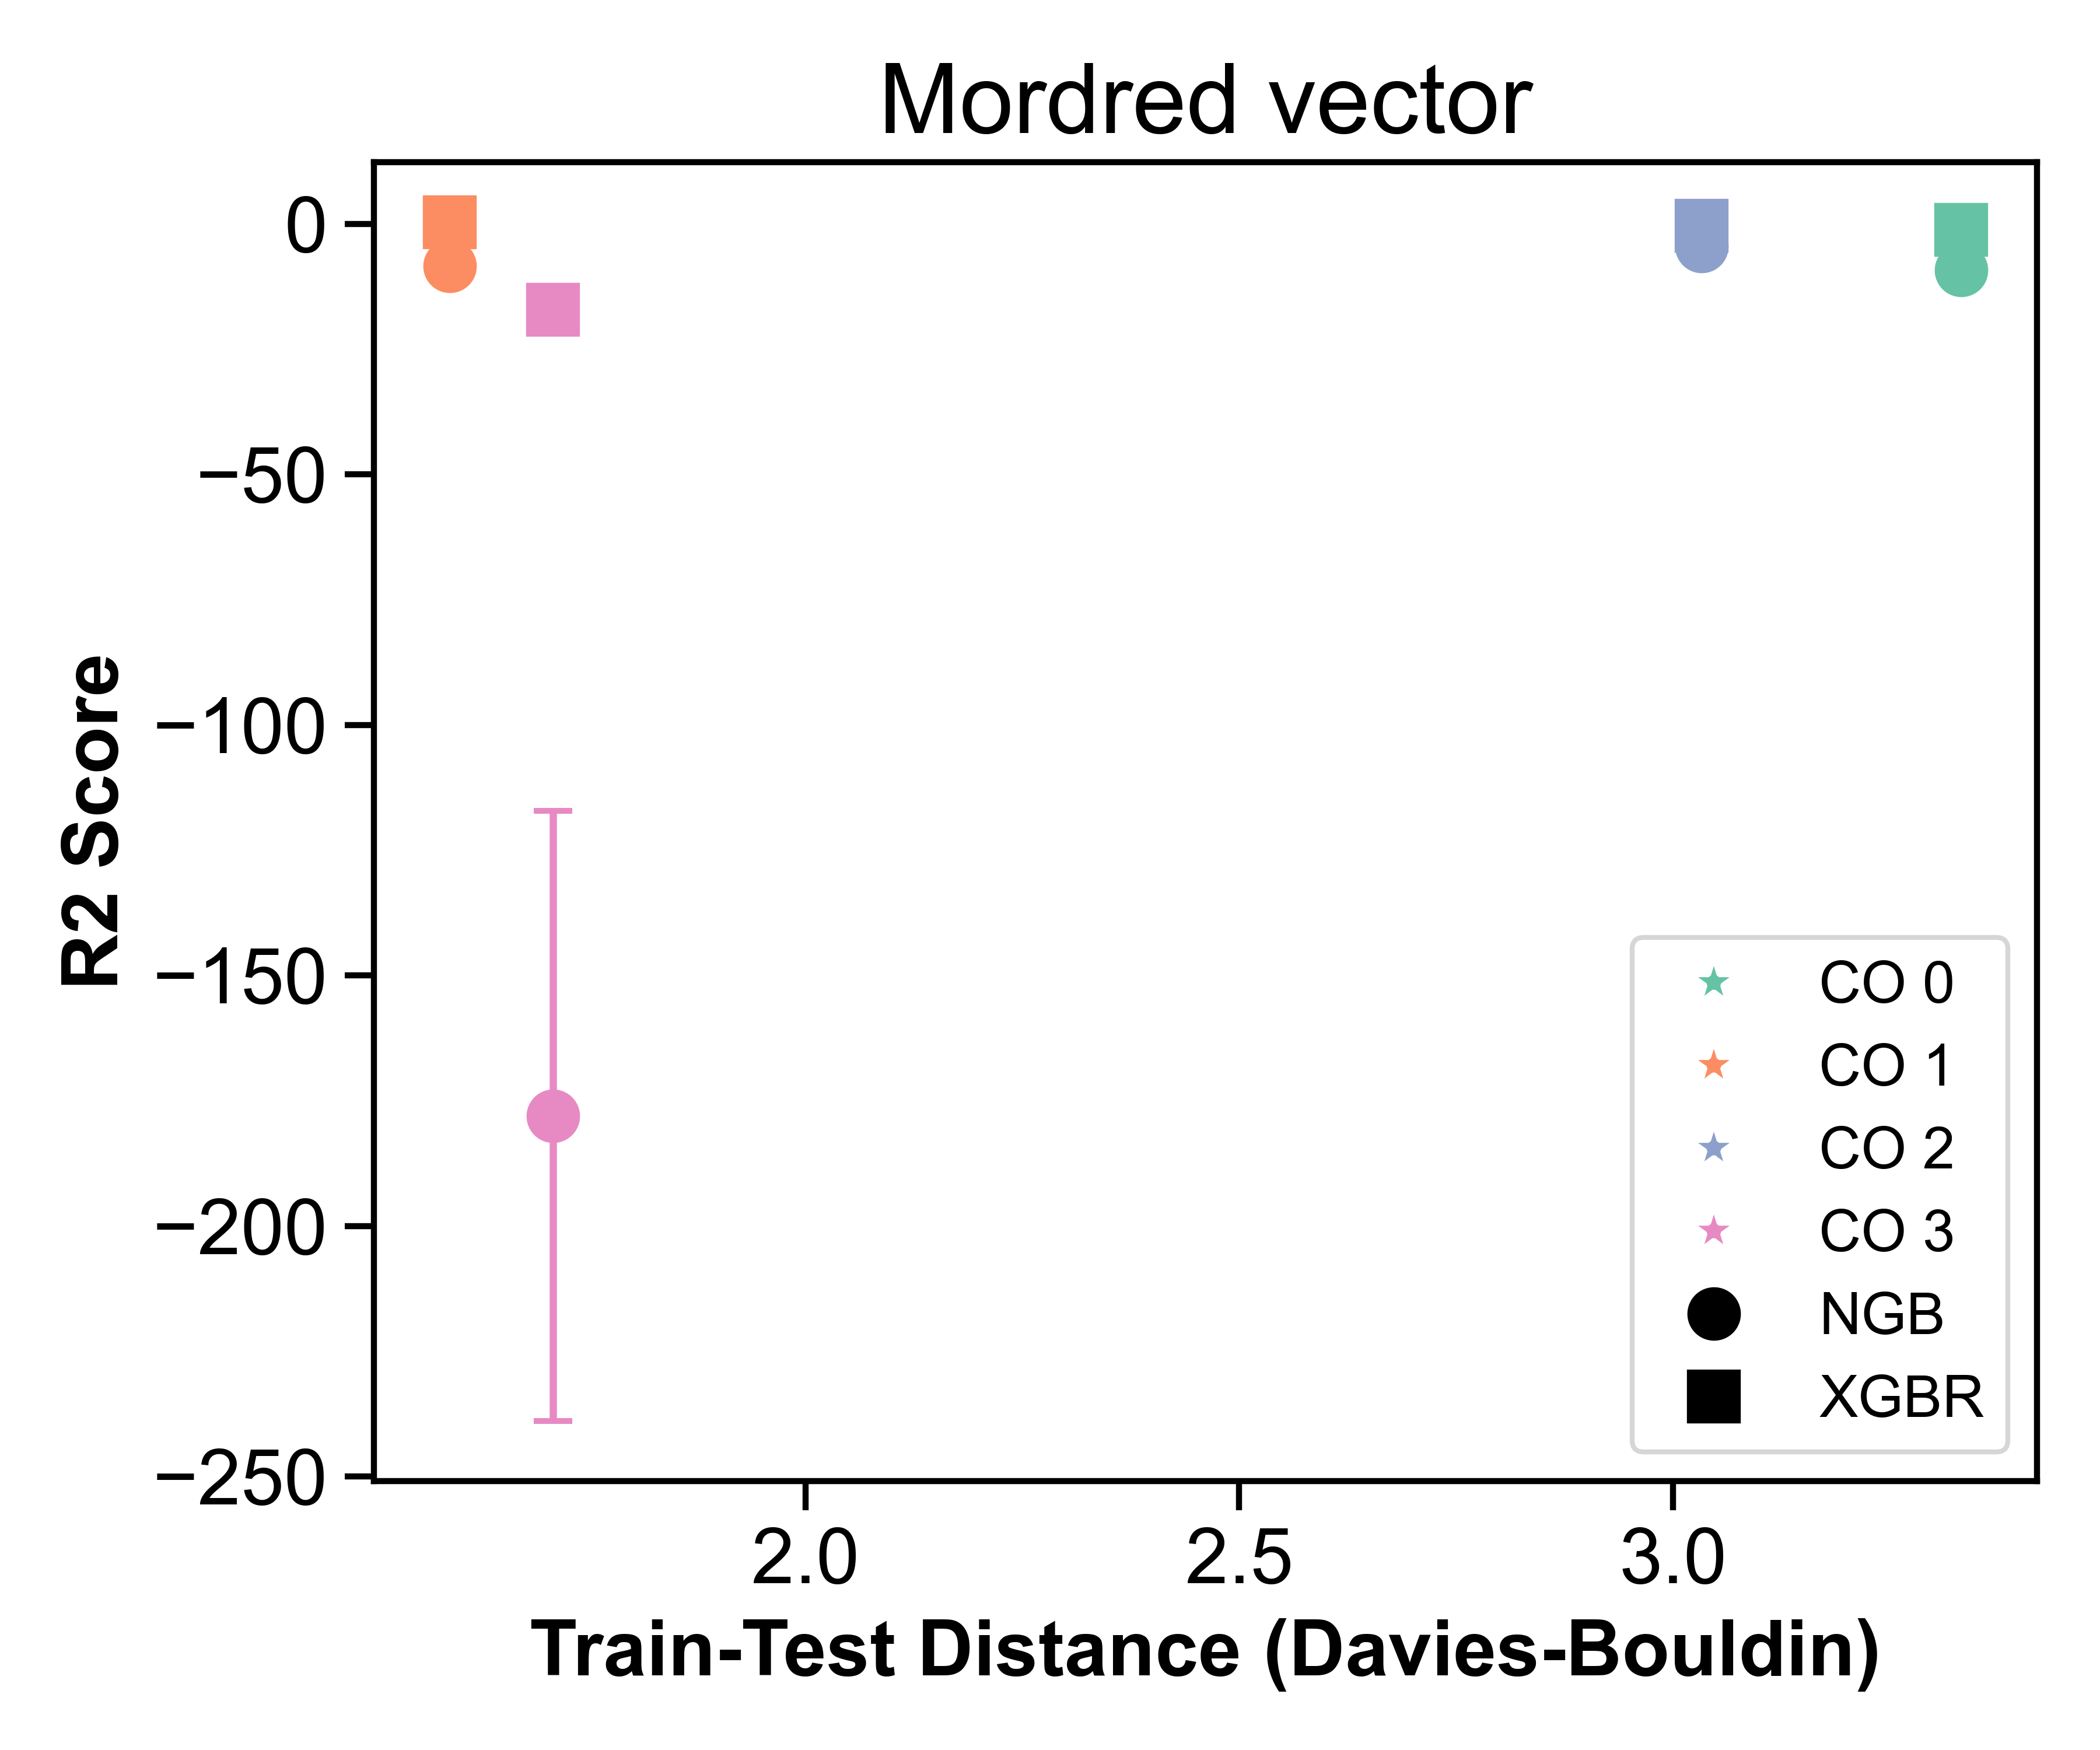 Mordred vector
0
−50
−100
−150
−200
−250
R2 Score
2.0
2.5
3.0
Train-Test Distance (Davies-Bouldin)
CO 0
CO 1
CO 2
CO 3
NGB
XGBR